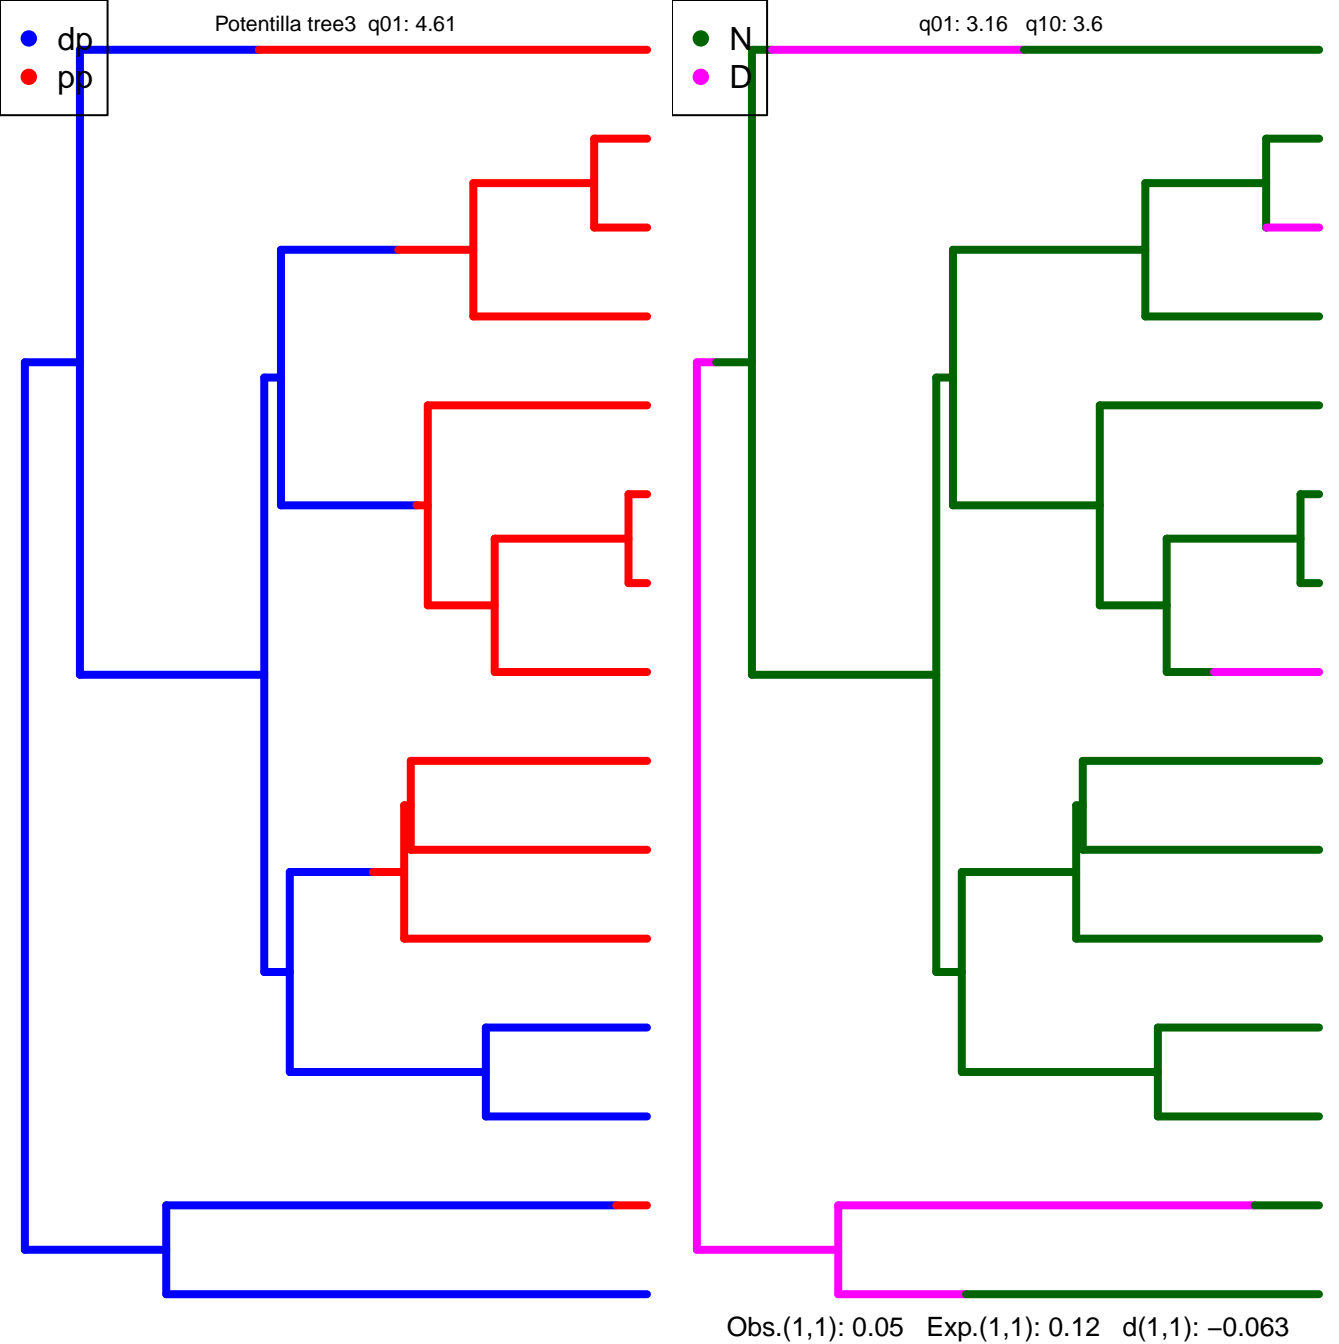 Potentilla tree3  q01: 4.61
dp
pp
q01: 3.16   q10: 3.6
N
D
Obs.(1,1): 0.05   Exp.(1,1): 0.12   d(1,1): −0.063